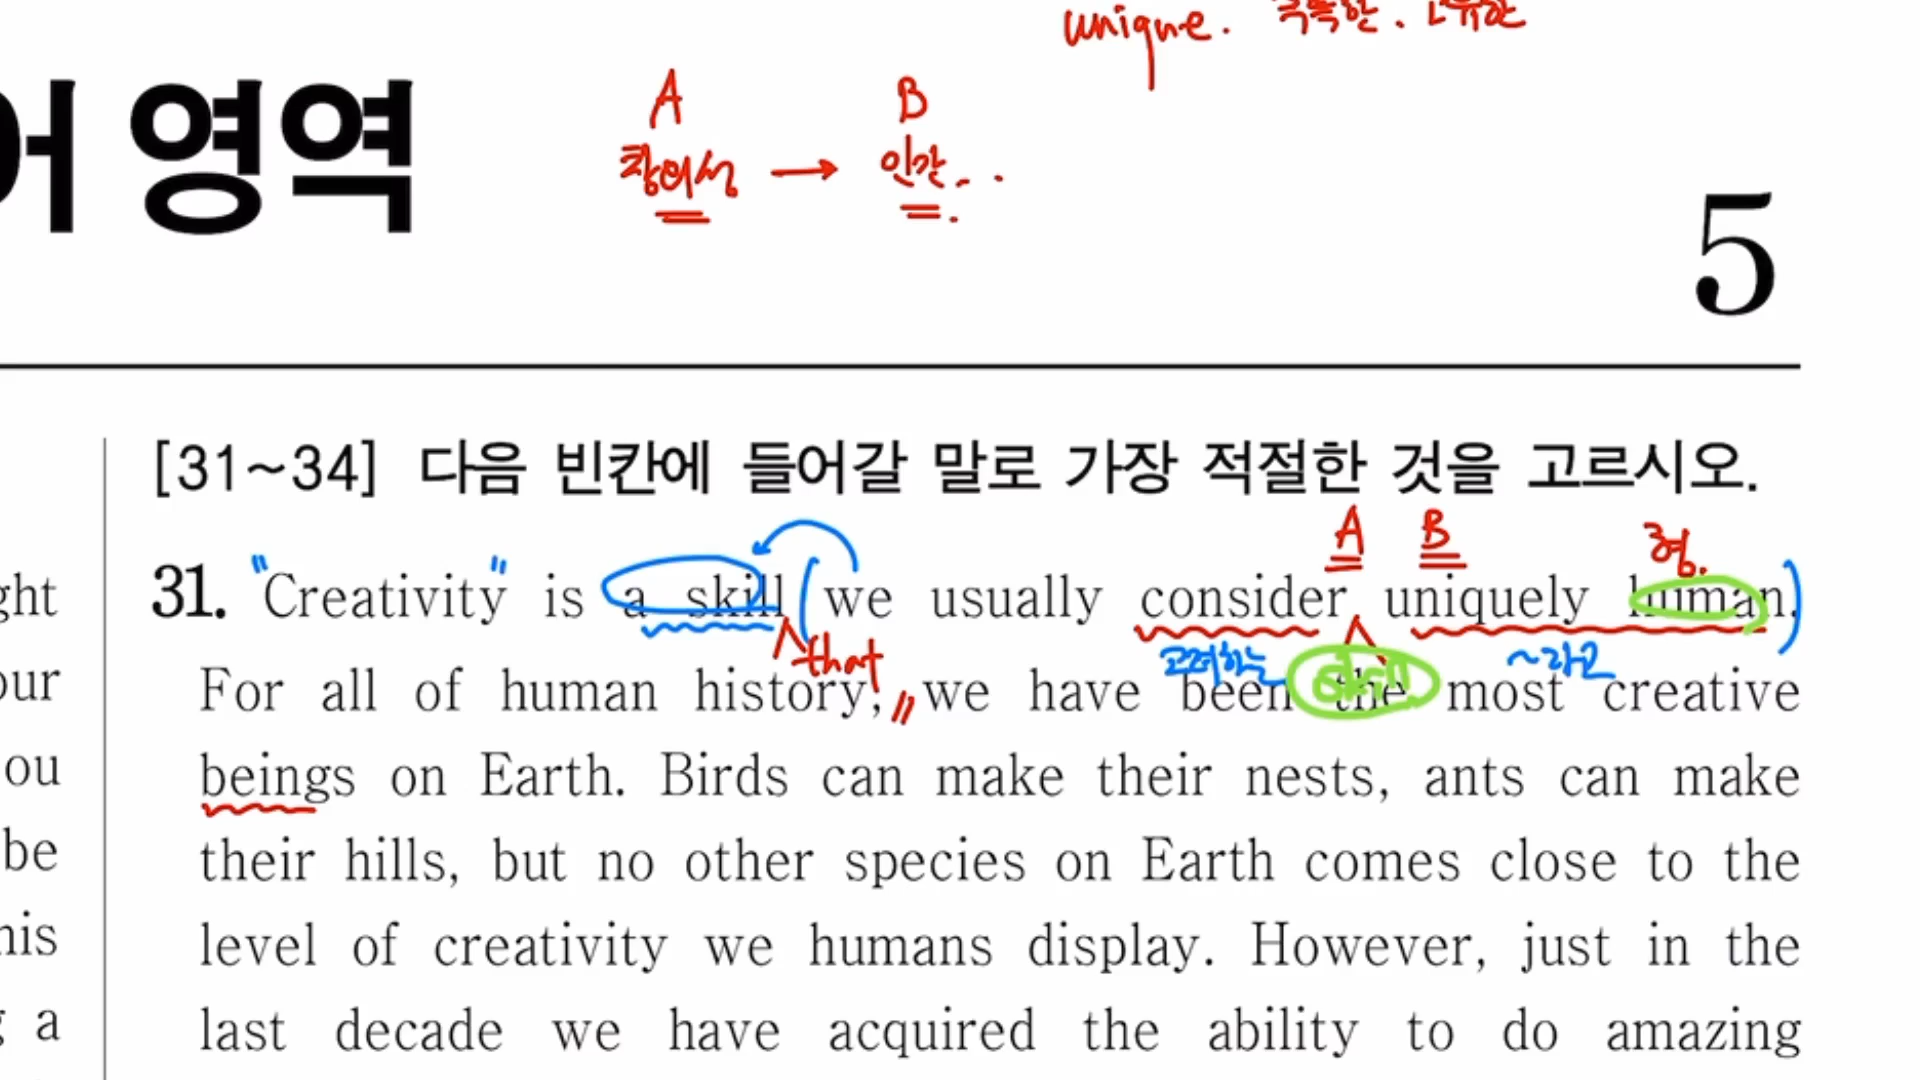 unique. 독특한. 고유한
A B
창의성 → 인간..
어 영역
5
[31~34] 다음 빈칸에 들어갈 말로 가장 적절한 것을 고르시오.
A B 형.
31. "Creativity" is a skill (we usually consider uniquely human.)
that 고려하는 skill ~라고
For all of human history, we have been the most creative
beings on Earth. Birds can make their nests, ants can make
their hills, but no other species on Earth comes close to the
level of creativity we humans display. However, just in the
last decade we have acquired the ability to do amazing
ght
our
ou
be
his
g a